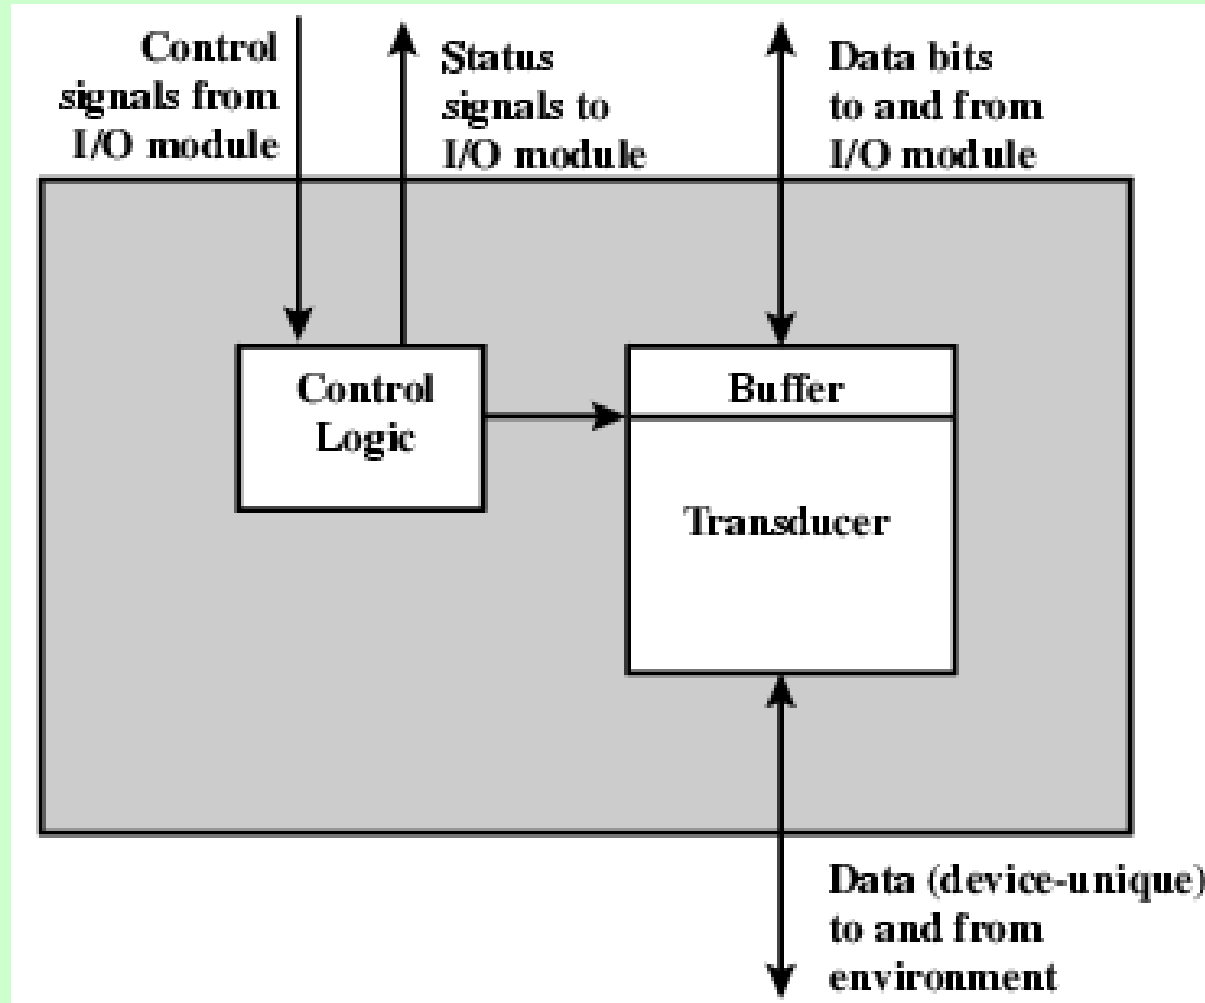 Control
signals from
I/O module
Status
signals to
I/O module
Data bits
to and from
I/O module
Control
Logic
Buffer
Transducer
Data (device-unique)
to and from
environment